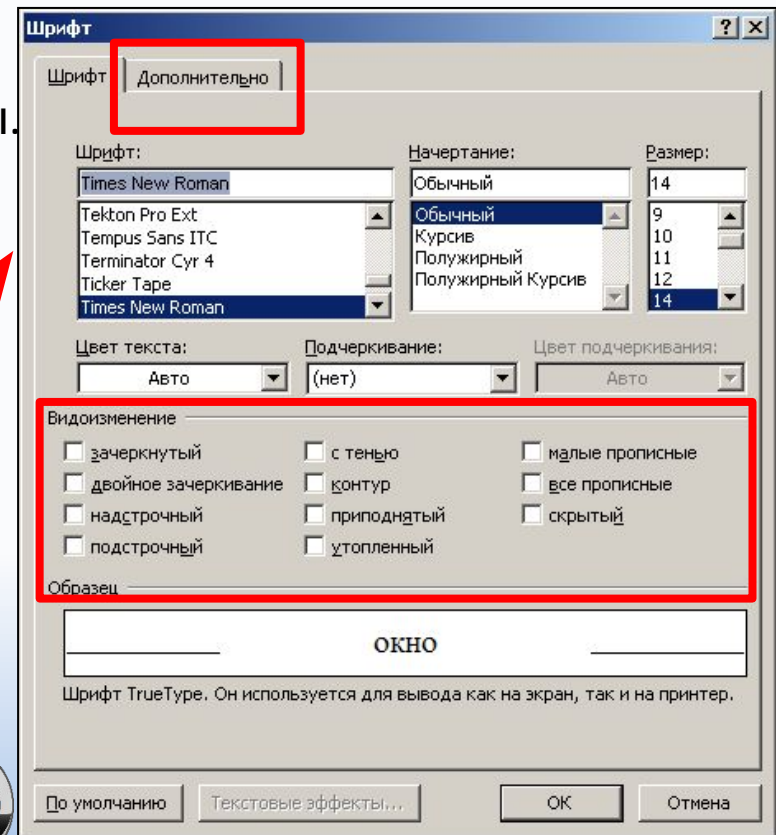 Шрифт
Шрифт Дополнительно
Шрифт: Начертание: Размер:
Times New Roman Обычный 14
Tekton Pro Ext Обычный 9
Tempus Sans ITC Курсив 10
Terminator Cyr 4 Полужирный 11
Ticker Tape Полужирный Курсив 12
Times New Roman 14
Цвет текста: Подчеркивание: Цвет подчеркивания:
Авто (нет) Авто
Видоизменение
зачеркнутый с тенью малые прописные
двойное зачеркивание контур все прописные
надстрочный приподнятый скрытый
подстрочный утопленный
Образец
окно
Шрифт TrueType. Он используется для вывода как на экран, так и на принтер.
По умолчанию Текстовые эффекты... ОК Отмена